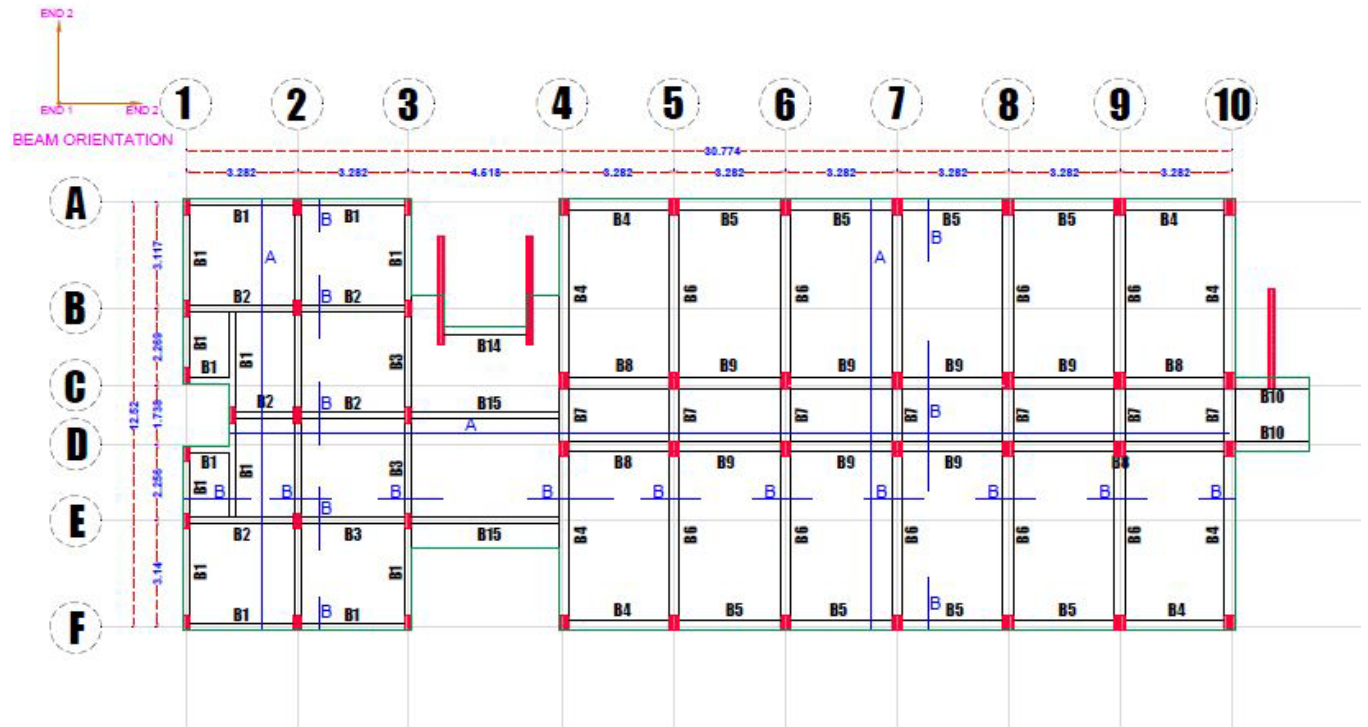 END 2
END 1
END 2
BEAM ORIENTATION
1 2 3 4 5 6 7 8 9 10
30.774
3.282 3.282 4.518 3.282 3.282 3.282 3.282 3.282 3.282
A
B1 B B1 B4 B5 B5 B5 B5 B4
B
3.117
B1 A B1 A
B4 B6 B6 B6 B6 B4
B2 B B2
B
B14
2.269
B1 B1 B3
B1
B8 B9 B9 B9 B9 B8
C
B10
12.52
1.738
B2 B B2 B15
B7 B7 B7 B7 B7 B7 B7
B
A
D
B10
B1
B8 B9 B9 B9 B9 B8
2.256
B1 B1 B3
B B B B B B B B B B
B
E
B2 B3 B15
B4 B6 B6 B6 B6 B6 B4
3.14
B1 B1
B B
B4 B5 B5 B5 B5 B4
F
B1 B1